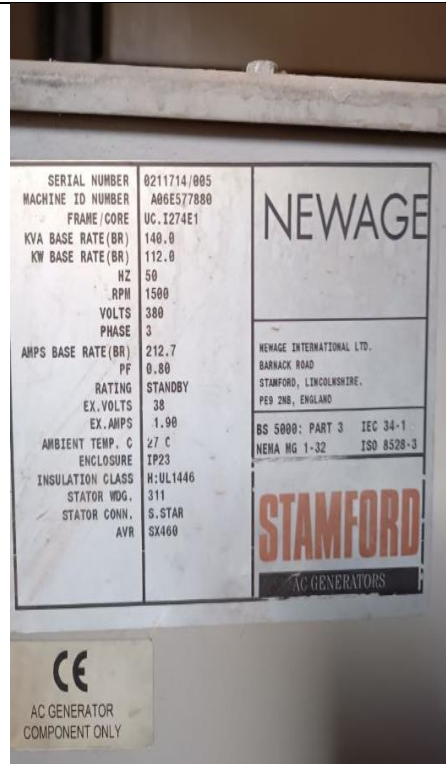 SERIAL NUMBER 0211714/005
MACHINE ID NUMBER A06E577880
FRAME/CORE UC.I274E1
KVA BASE RATE(BR) 140.0
KW BASE RATE(BR) 112.0
HZ 50
RPM 1500
VOLTS 380
PHASE 3
AMPS BASE RATE(BR) 212.7
PF 0.80
RATING STANDBY
EX.VOLTS 38
EX.AMPS 1.90
AMBIENT TEMP. C 27 C
ENCLOSURE IP23
INSULATION CLASS H:UL1446
STATOR WDG. 311
STATOR CONN. S.STAR
AVR SX460
NEWAGE
NEWAGE INTERNATIONAL LTD.
BARNACK ROAD
STAMFORD, LINCOLNSHIRE.
PE9 2NB, ENGLAND
BS 5000: PART 3 IEC 34-1
NEMA MG 1-32 ISO 8528-3
STAMFORD
AC GENERATORS
CE
AC GENERATOR
COMPONENT ONLY